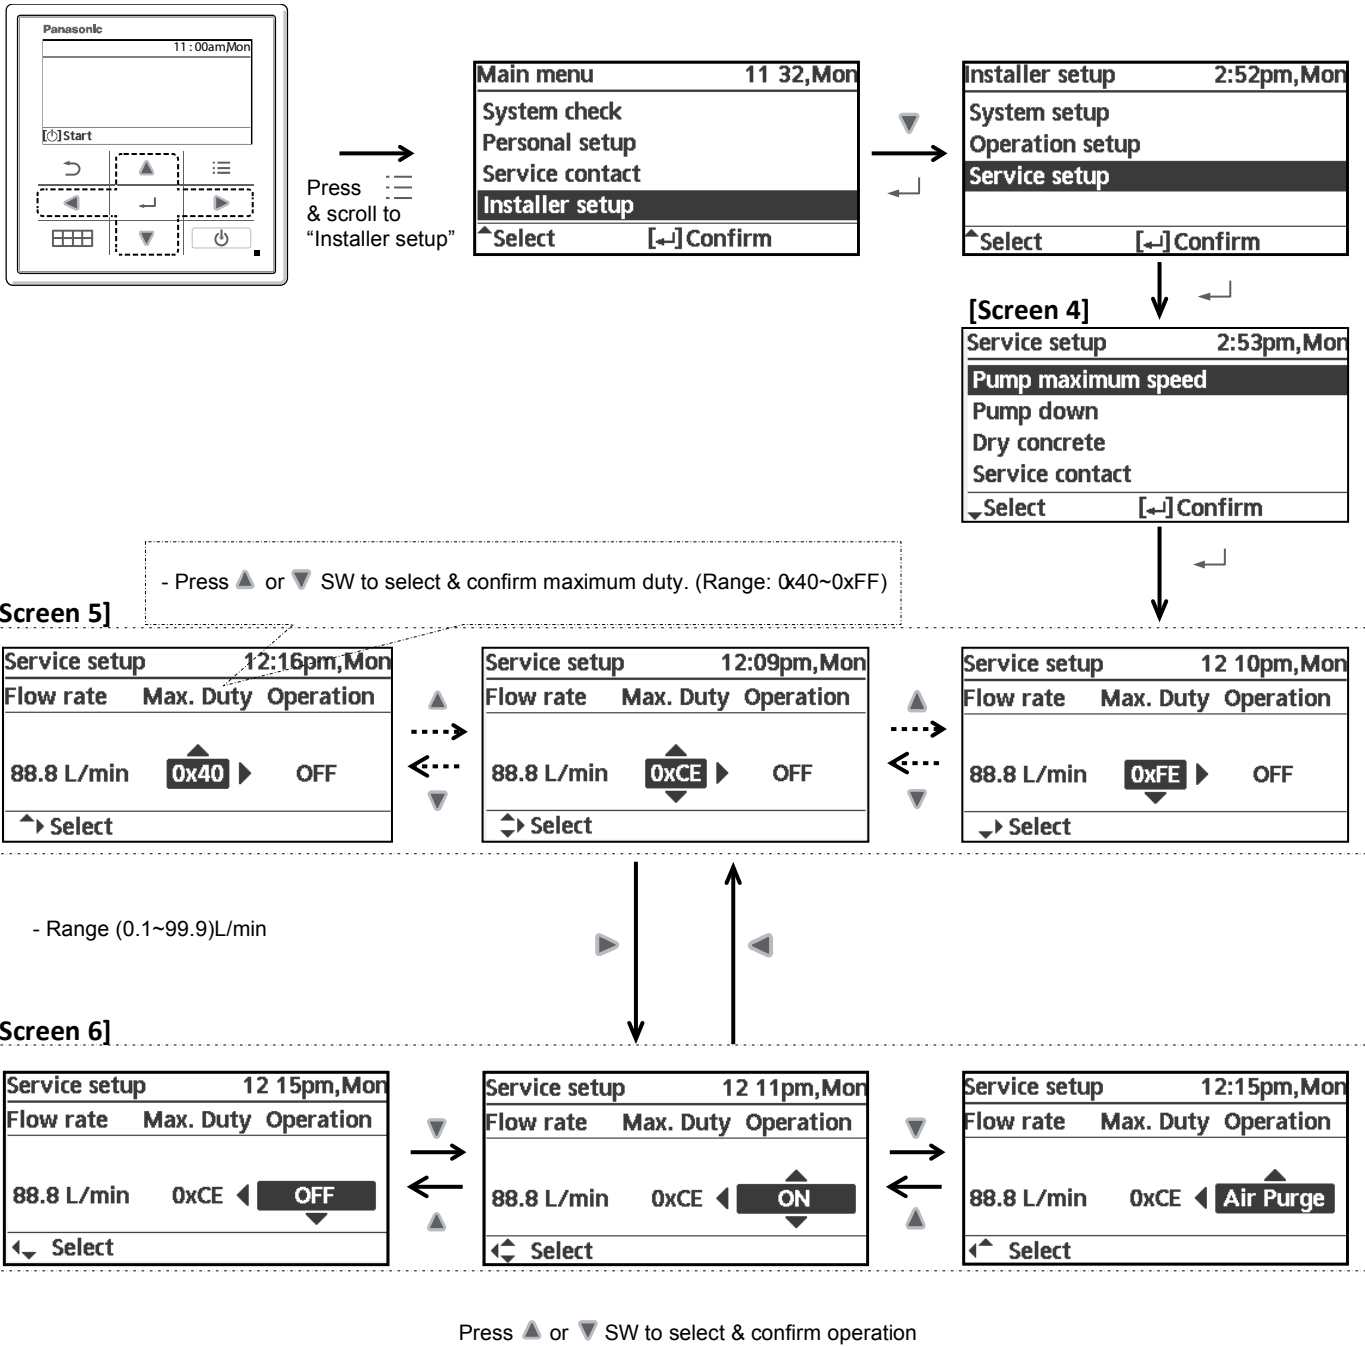 Panasonic
11:00am,Mon
[⏻]Start
Press
& scroll to
“Installer setup”
Main menu 11 32,Mon
System check
Personal setup
Service contact
Installer setup
Select [↵]Confirm
Installer setup 2:52pm,Mon
System setup
Operation setup
Service setup
Select [↵]Confirm
[Screen 4]
Service setup 2:53pm,Mon
Pump maximum speed
Pump down
Dry concrete
Service contact
Select [↵]Confirm
- Press ▲ or ▼ SW to select & confirm maximum duty. (Range: 0x40~0xFF)
Screen 5]
Service setup 12:16pm,Mon
Flow rate Max. Duty Operation
88.8 L/min 0x40 OFF
Select
Service setup 12:09pm,Mon
Flow rate Max. Duty Operation
88.8 L/min 0xCE OFF
Select
Service setup 12 10pm,Mon
Flow rate Max. Duty Operation
88.8 L/min 0xFE OFF
Select
- Range (0.1~99.9)L/min
Screen 6]
Service setup 12 15pm,Mon
Flow rate Max. Duty Operation
88.8 L/min 0xCE OFF
Select
Service setup 12 11pm,Mon
Flow rate Max. Duty Operation
88.8 L/min 0xCE ON
Select
Service setup 12:15pm,Mon
Flow rate Max. Duty Operation
88.8 L/min 0xCE Air Purge
Select
Press ▲ or ▼ SW to select & confirm operation